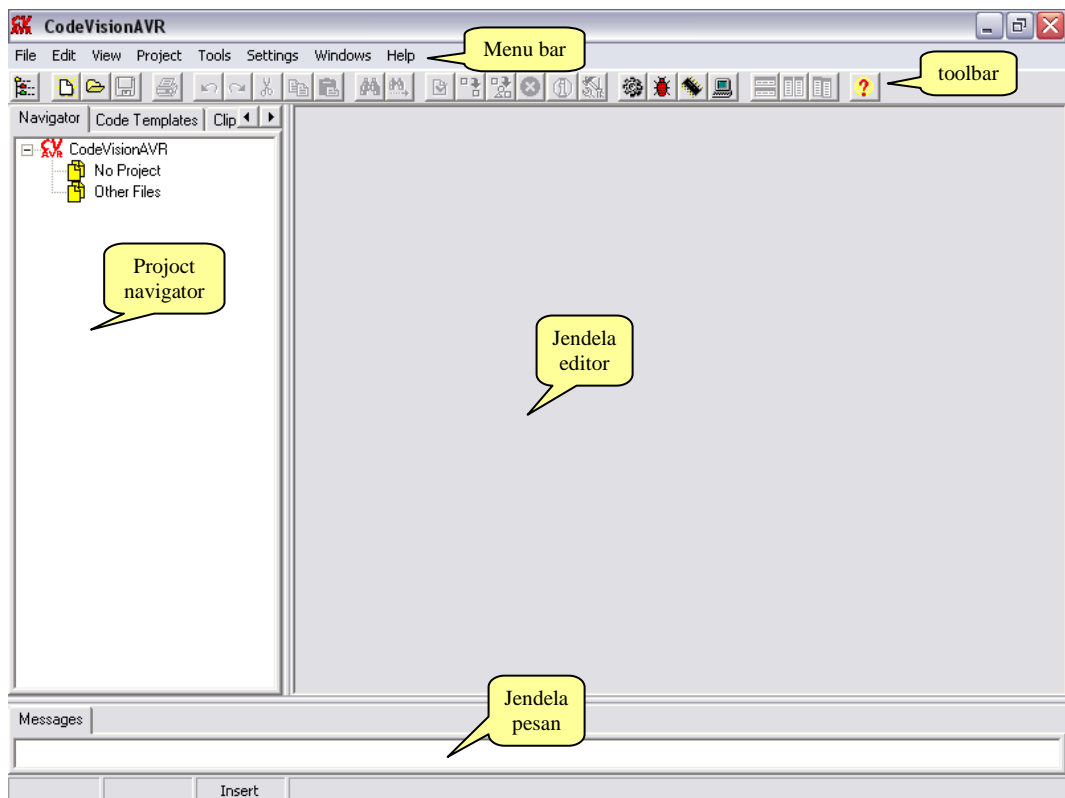 CodeVisionAVR
File Edit View Project Tools Settings Windows Help
Menu bar
toolbar
Navigator Code Templates Clip
CodeVisionAVR
No Project
Other Files
Projoct
navigator
Jendela
editor
Jendela
pesan
Messages
Insert